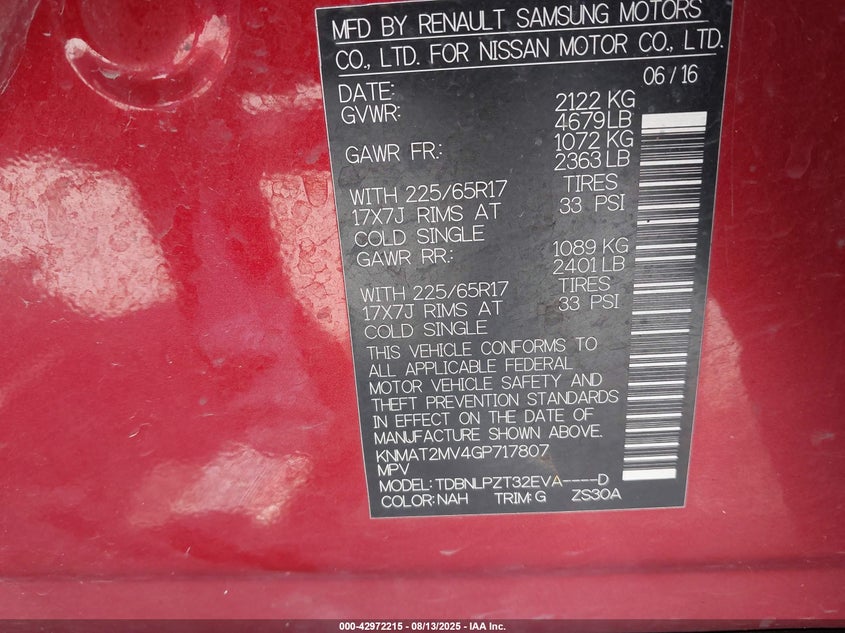 MFD BY RENAULT SAMSUNG MOTORS
CO., LTD. FOR NISSAN MOTOR CO., LTD.
06/16
DATE:
GVWR: 2122 KG
4679LB
GAWR FR: 1072 KG
2363LB
WITH 225/65R17 TIRES
17X7J RIMS AT 33 PSI
COLD SINGLE
GAWR RR: 1089 KG
2401LB
WITH 225/65R17 TIRES
17X7J RIMS AT 33 PSI
COLD SINGLE
THIS VEHICLE CONFORMS TO
ALL APPLICABLE FEDERAL
MOTOR VEHICLE SAFETY AND
THEFT PREVENTION STANDARDS
IN EFFECT ON THE DATE OF
MANUFACTURE SHOWN ABOVE.
KNMAT2MV4GP717807
MPV
MODEL: TDBNLPZT32EVA----D
COLOR: NAH TRIM: G ZS30A
000-42972215 - 08/13/2025 - IAA Inc.